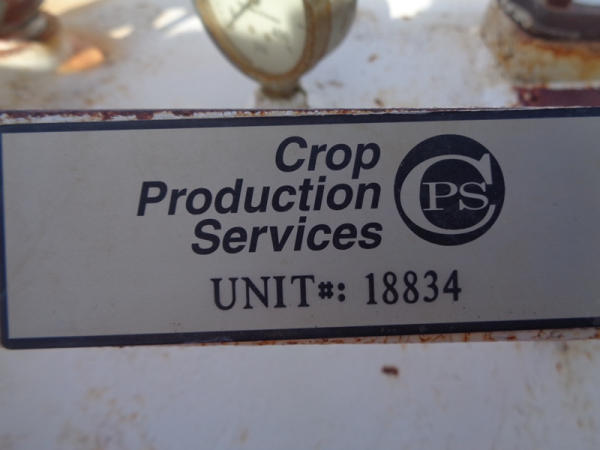 Crop
Production
Services
CPS
UNIT#: 18834